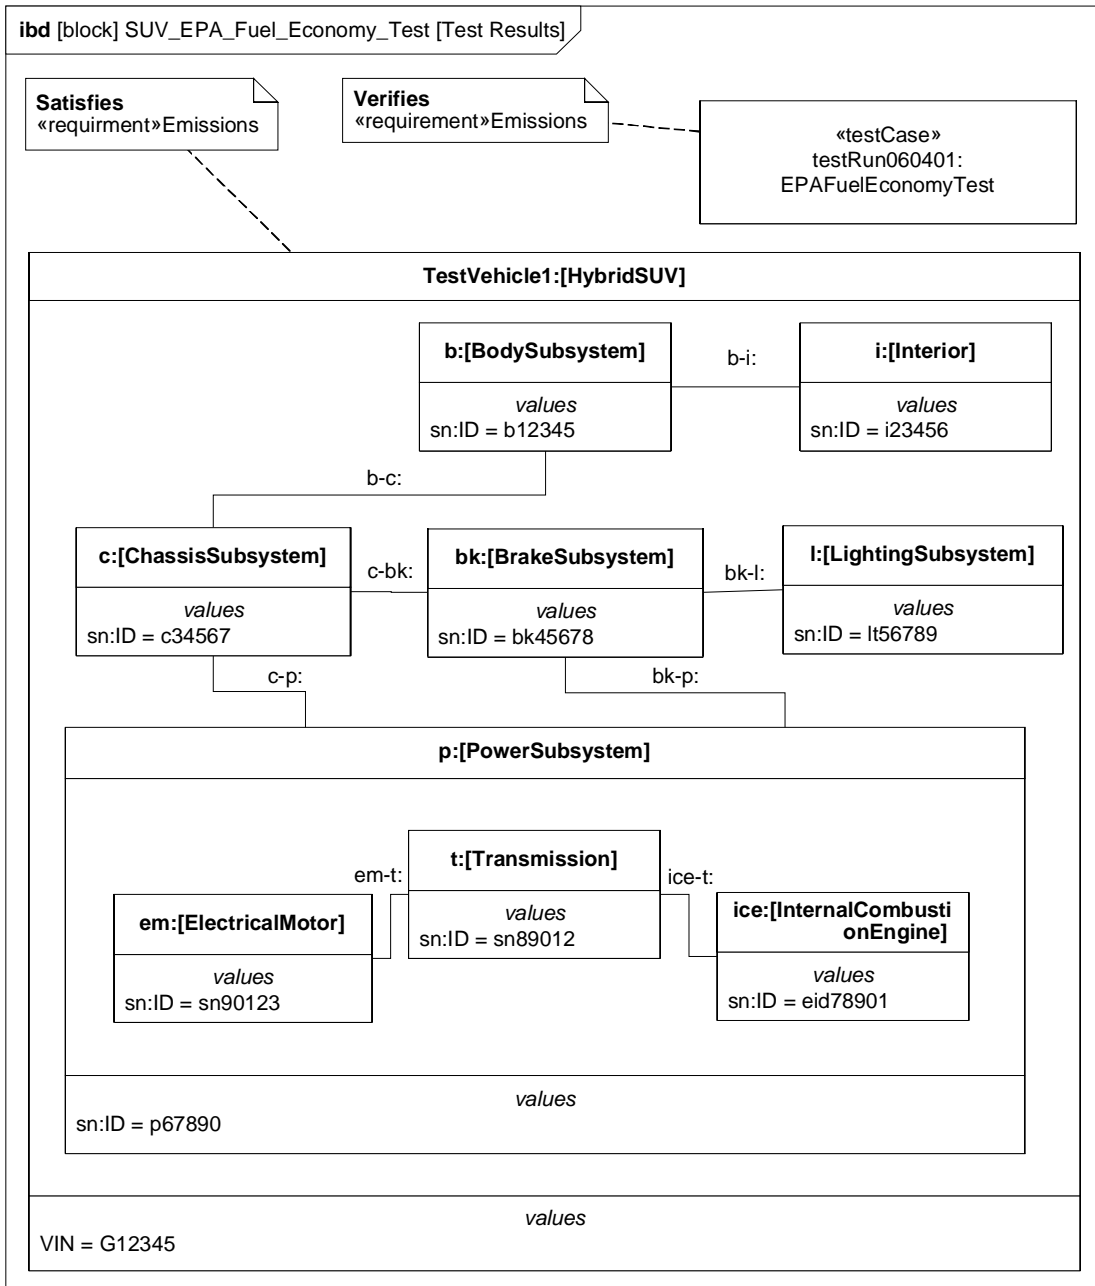 ibd [block] SUV_EPA_Fuel_Economy_Test [Test Results]
Satisfies
«requirment»Emissions
Verifies
«requirement»Emissions
«testCase»
testRun060401:
EPAFuelEconomyTest
TestVehicle1:[HybridSUV]
b:[BodySubsystem]
values
sn:ID = b12345
b-i:
i:[Interior]
values
sn:ID = i23456
b-c:
c:[ChassisSubsystem]
values
sn:ID = c34567
c-bk:
bk:[BrakeSubsystem]
values
sn:ID = bk45678
bk-l:
l:[LightingSubsystem]
values
sn:ID = lt56789
c-p:
bk-p:
p:[PowerSubsystem]
em-t:
t:[Transmission]
values
sn:ID = sn89012
ice-t:
em:[ElectricalMotor]
values
sn:ID = sn90123
ice:[InternalCombusti
onEngine]
values
sn:ID = eid78901
values
sn:ID = p67890
values
VIN = G12345